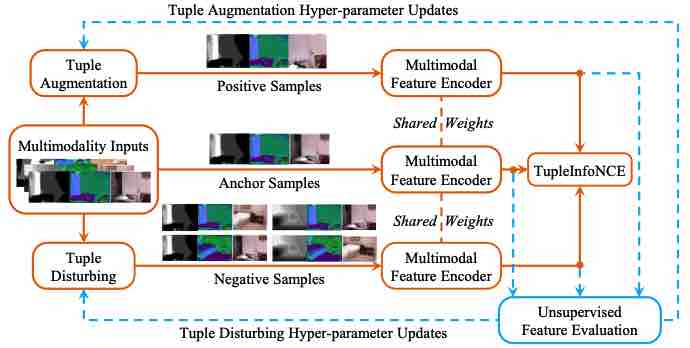 Tuple Augmentation Hyper-parameter Updates
Tuple
Augmentation
Positive Samples
Multimodal
Feature Encoder
Shared Weights
Multimodality Inputs
Anchor Samples
Multimodal
Feature Encoder
TupleInfoNCE
Shared Weights
Tuple
Disturbing
Negative Samples
Multimodal
Feature Encoder
Unsupervised
Feature Evaluation
Tuple Disturbing Hyper-parameter Updates